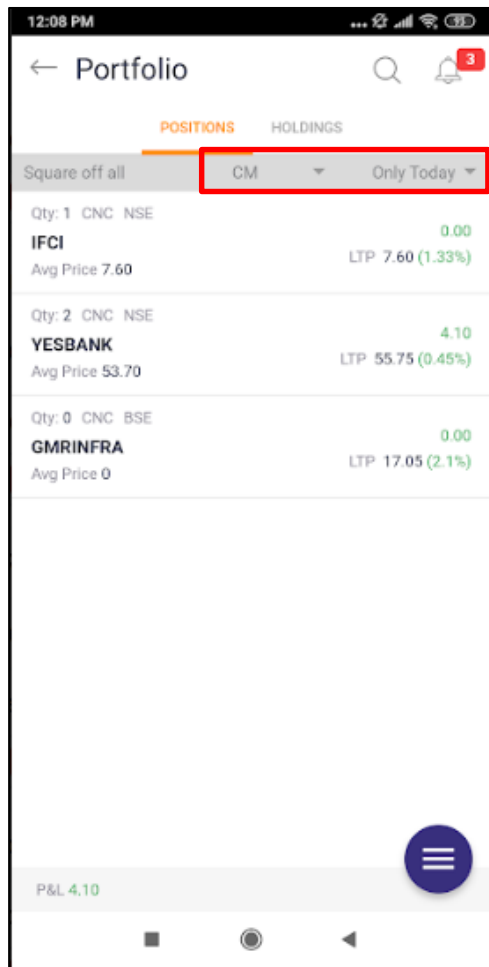 12:08 PM
Portfolio
3
POSITIONS HOLDINGS
Square off all CM Only Today
Qty: 1 CNC NSE
0.00
IFCI
LTP 7.60 (1.33%)
Avg Price 7.60
Qty: 2 CNC NSE
4.10
YESBANK
LTP 55.75 (0.45%)
Avg Price 53.70
Qty: 0 CNC BSE
0.00
GMRINFRA
LTP 17.05 (2.1%)
Avg Price 0
P&L 4.10